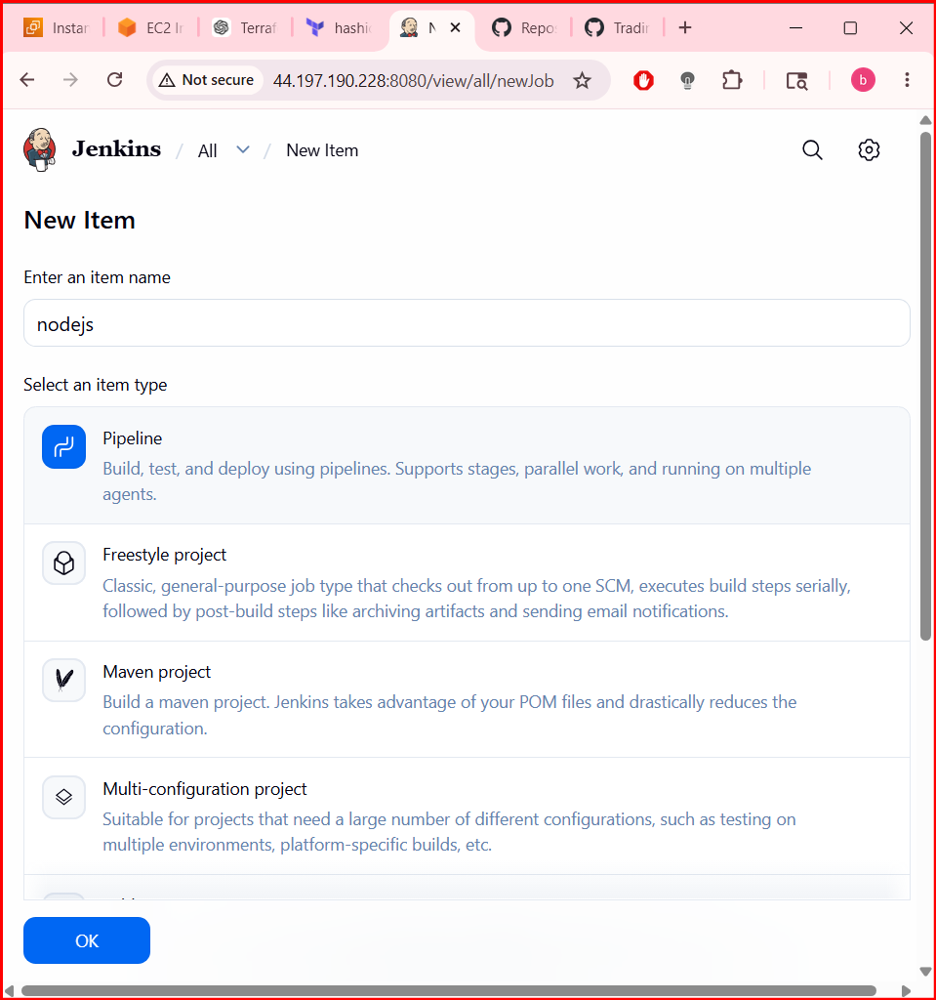 Instar
EC2 Ir
Terraf
hashic
N
Repos
Tradin
Not secure
44.197.190.228:8080/view/all/newJob
b
Jenkins / All / New Item
New Item
Enter an item name
nodejs
Select an item type
Pipeline
Build, test, and deploy using pipelines. Supports stages, parallel work, and running on multiple
agents.
Freestyle project
Classic, general-purpose job type that checks out from up to one SCM, executes build steps serially,
followed by post-build steps like archiving artifacts and sending email notifications.
Maven project
Build a maven project. Jenkins takes advantage of your POM files and drastically reduces the
configuration.
Multi-configuration project
Suitable for projects that need a large number of different configurations, such as testing on
multiple environments, platform-specific builds, etc.
OK